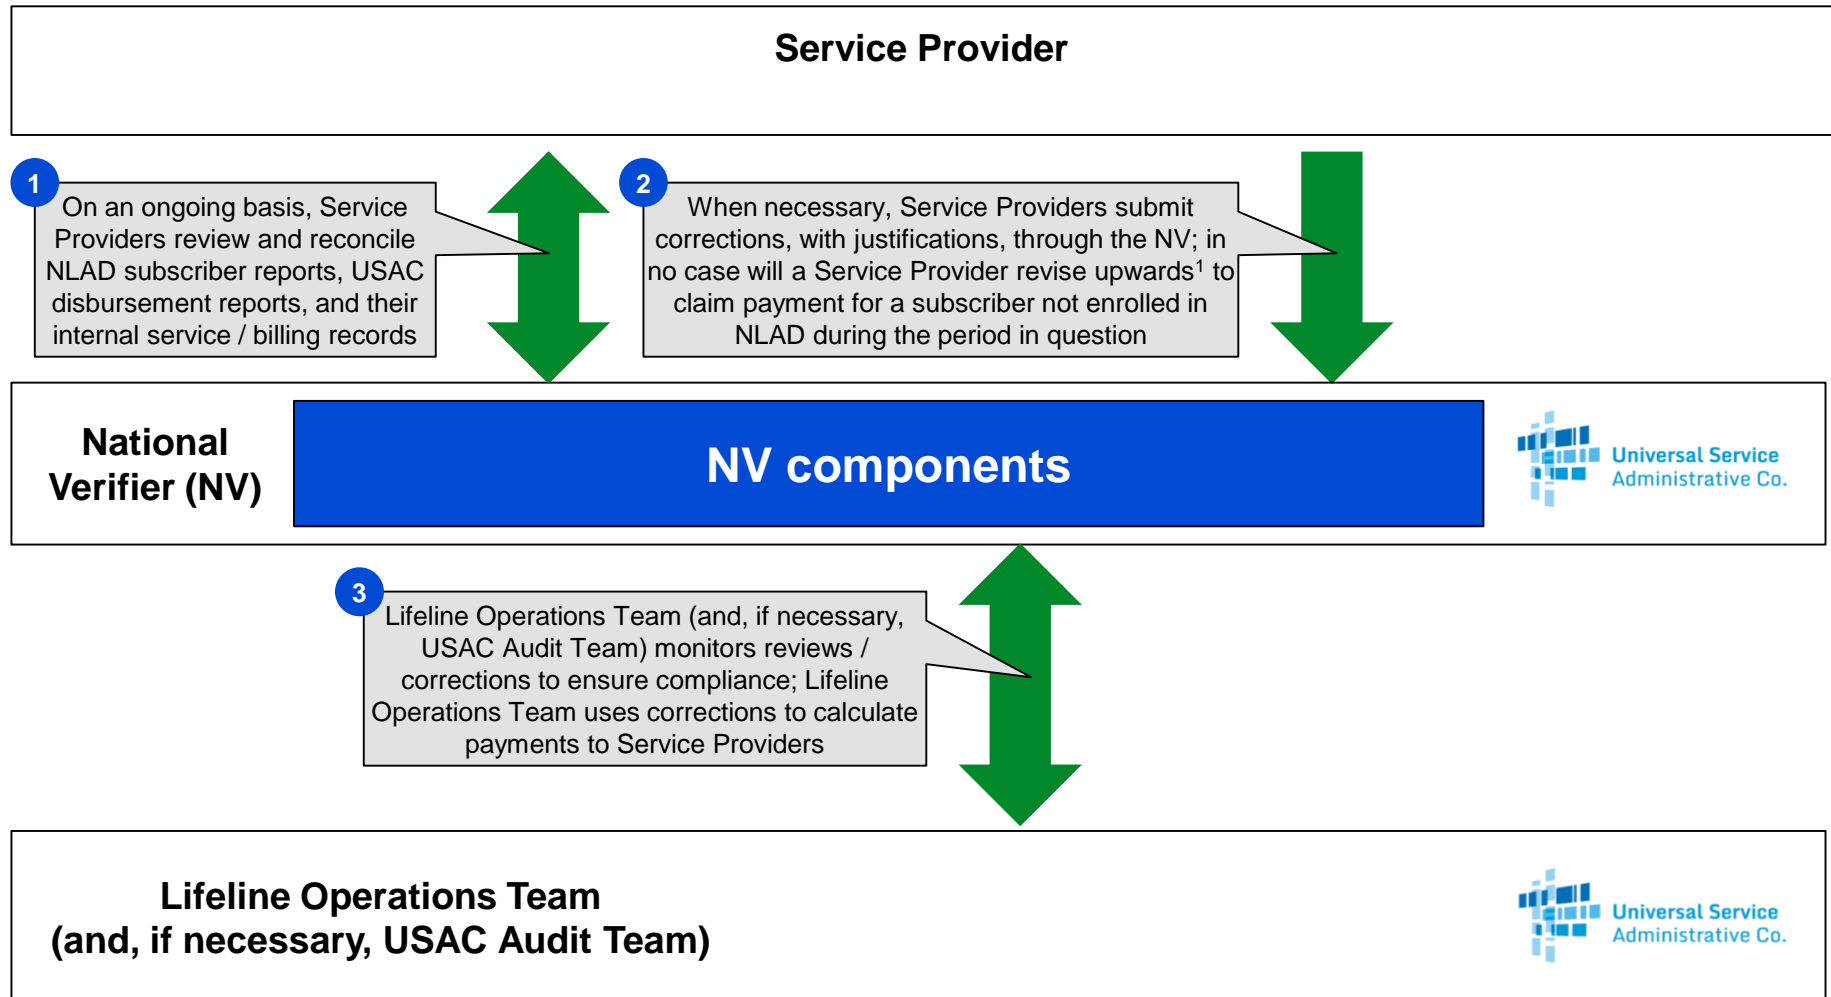 Service Provider
1
On an ongoing basis, Service
Providers review and reconcile
NLAD subscriber reports, USAC
disbursement reports, and their
internal service / billing records
2
When necessary, Service Providers submit
corrections, with justifications, through the NV; in
no case will a Service Provider revise upwards¹ to
claim payment for a subscriber not enrolled in
NLAD during the period in question
National
Verifier (NV)
NV components
Universal Service
Administrative Co.
3
Lifeline Operations Team (and, if necessary,
USAC Audit Team) monitors reviews /
corrections to ensure compliance; Lifeline
Operations Team uses corrections to calculate
payments to Service Providers
Lifeline Operations Team
(and, if necessary, USAC Audit Team)
Universal Service
Administrative Co.